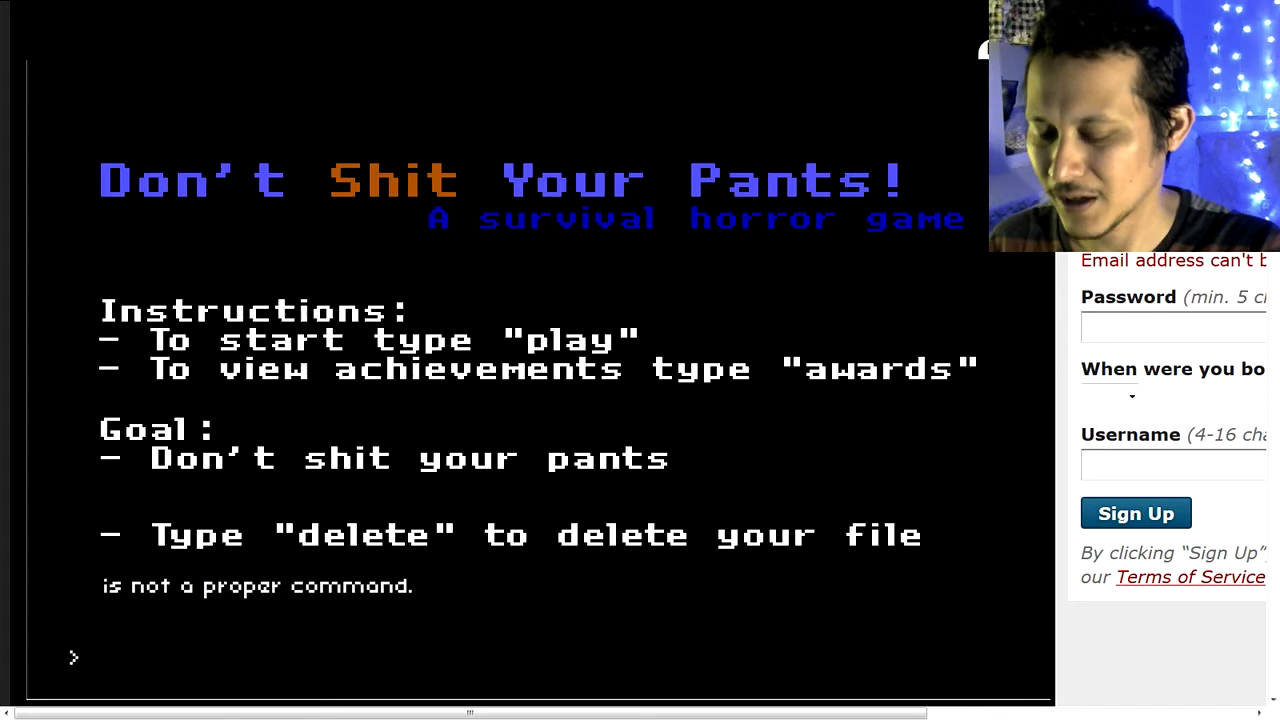 Don't Shit Your Pants!
A survival horror game
Instructions:
- To start type "play"
- To view achievements type "awards"
Goal:
- Don't shit your pants
- Type "delete" to delete your file
is not a proper command.
>
Email address can't b
Password (min. 5 c
When were you bo
Username (4-16 cha
Sign Up
By clicking “Sign Up”
our Terms of Service